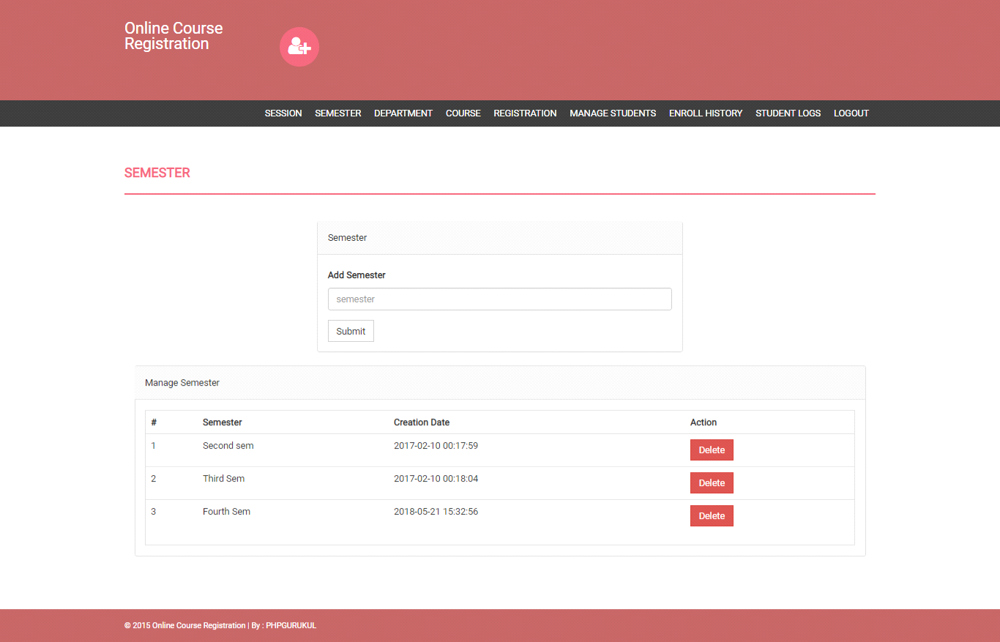 Online Course
Registration
SESSION SEMESTER DEPARTMENT COURSE REGISTRATION MANAGE STUDENTS ENROLL HISTORY STUDENT LOGS LOGOUT
SEMESTER
Semester
Add Semester
semester
Submit
Manage Semester
# Semester Creation Date Action
1 Second sem 2017-02-10 00:17:59 Delete
2 Third Sem 2017-02-10 00:18:04 Delete
3 Fourth Sem 2018-05-21 15:32:56 Delete
© 2015 Online Course Registration | By : PHPGURUKUL